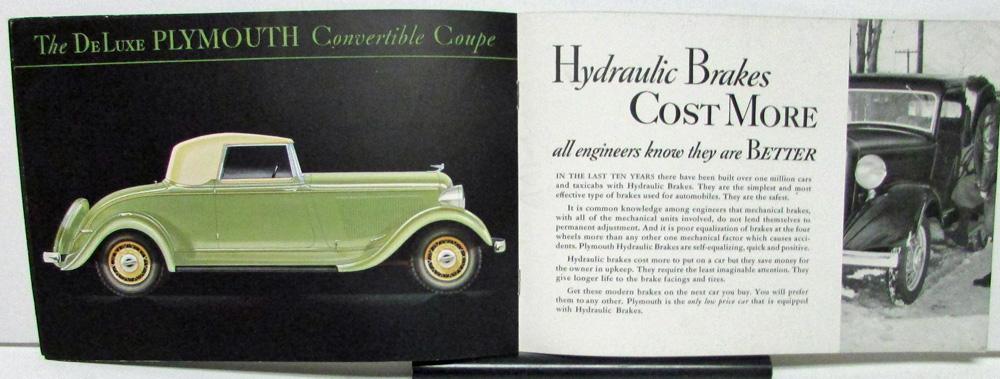 The DeLuxe PLYMOUTH Convertible Coupe
Hydraulic Brakes
COST MORE
all engineers know they are BETTER
IN THE LAST TEN YEARS there have been built over one million cars
and taxicabs with Hydraulic Brakes. They are the simplest and most
effective type of brakes used for automobiles. They are the safest.
It is common knowledge among engineers that mechanical brakes,
with all of the mechanical units involved, do not lend themselves to
permanent adjustment. And it is poor equalization of brakes at the four
wheels more than any other one mechanical factor which causes acci-
dents. Plymouth Hydraulic Brakes are self-equalizing, quick and positive.
Hydraulic brakes cost more to put on a car but they save money for
the owner in upkeep. They require the least imaginable attention. They
give longer life to the brake facings and tires.
Get these modern brakes on the next car you buy. You will prefer
them to any other. Plymouth is the only low price car that is equipped
with Hydraulic Brakes.